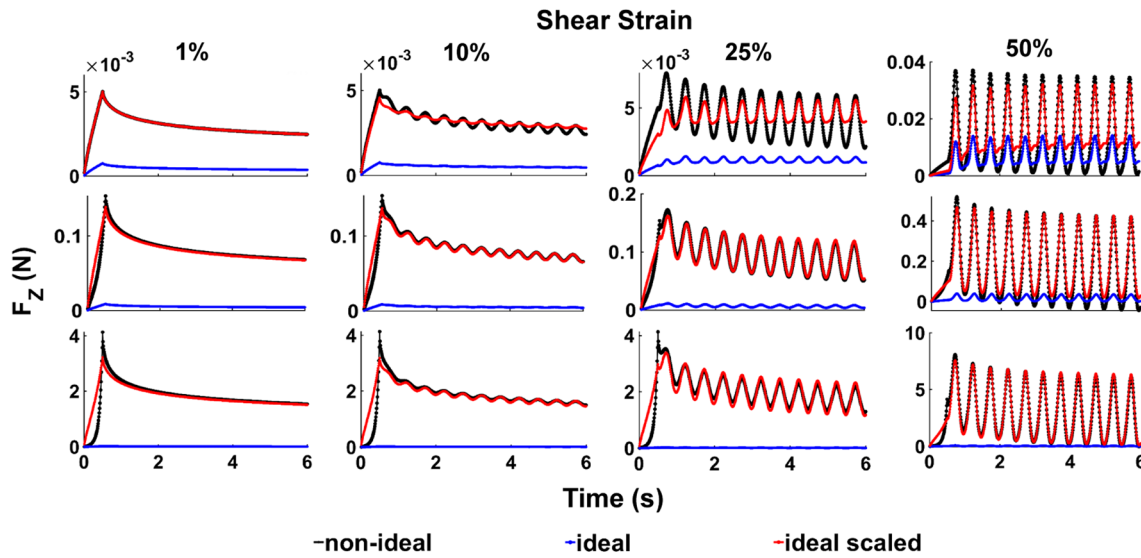 Shear Strain
1% 10% 25% 50%
×10⁻³ ×10⁻³ ×10⁻³
5 0
5 0
5 0
0.04 0.02 0
0.1 0
0.1 0
0.2 0.1 0
0.4 0.2 0
4 2 0
4 2 0
4 2 0
10 5 0
0 2 4 6 0 2 4 6 0 2 4 6 0 2 4 6
F_Z (N)
Time (s)
non-ideal ideal ideal scaled